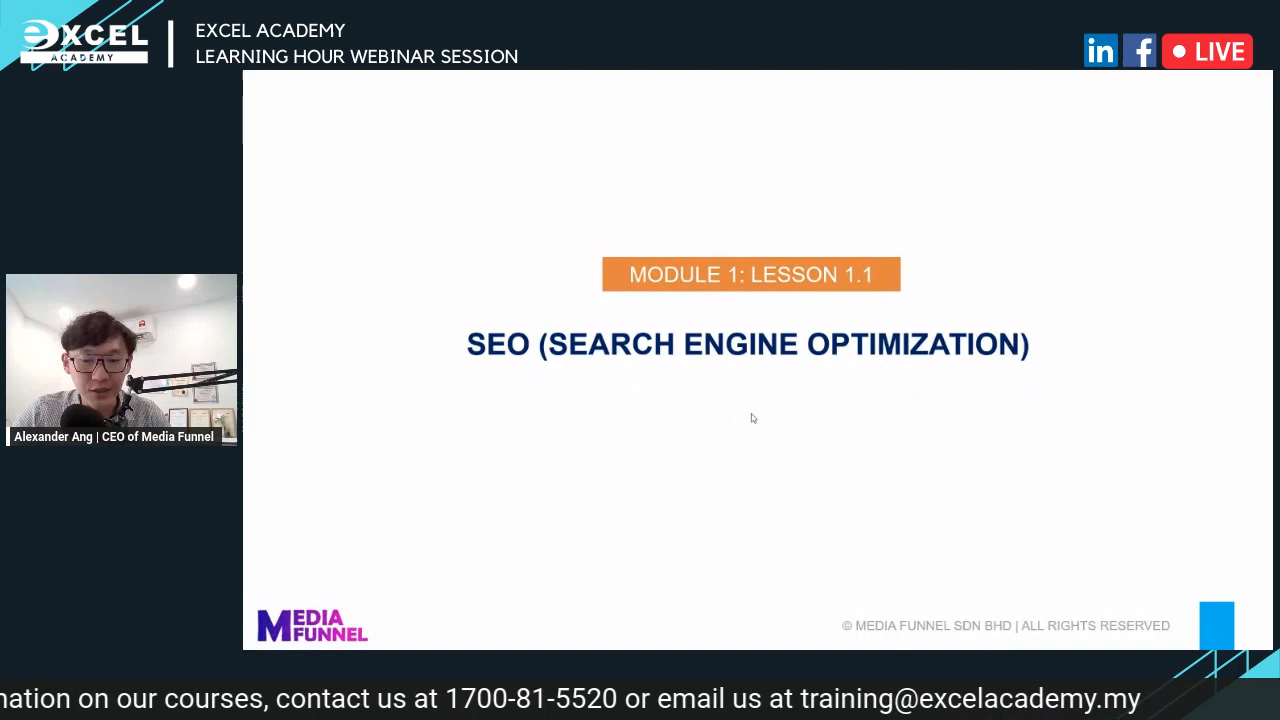 eXCEL
ACADEMY
EXCEL ACADEMY
LEARNING HOUR WEBINAR SESSION
in f LIVE
MODULE 1: LESSON 1.1
SEO (SEARCH ENGINE OPTIMIZATION)
Alexander Ang | CEO of Media Funnel
MEDIA
FUNNEL
© MEDIA FUNNEL SDN BHD | ALL RIGHTS RESERVED
on our courses, contact us at 1700-81-5520 or email us at training@excelacademy.my